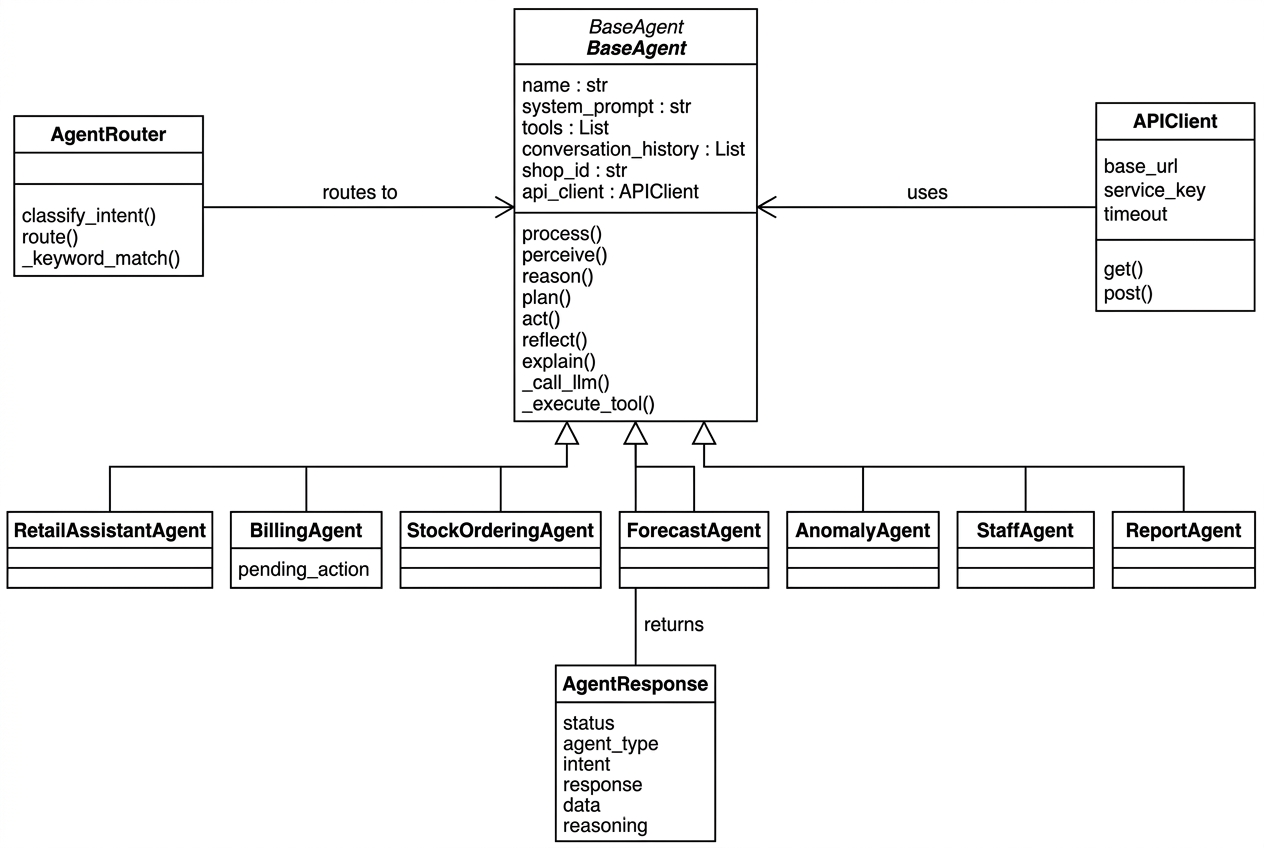 BaseAgent
BaseAgent
name : str
system_prompt : str
tools : List
conversation_history : List
shop_id : str
api_client : APIClient
process()
perceive()
reason()
plan()
act()
reflect()
explain()
_call_llm()
_execute_tool()
AgentRouter
classify_intent()
route()
_keyword_match()
routes to
uses
APIClient
base_url
service_key
timeout
get()
post()
RetailAssistantAgent
BillingAgent
pending_action
StockOrderingAgent
ForecastAgent
AnomalyAgent
StaffAgent
ReportAgent
returns
AgentResponse
status
agent_type
intent
response
data
reasoning